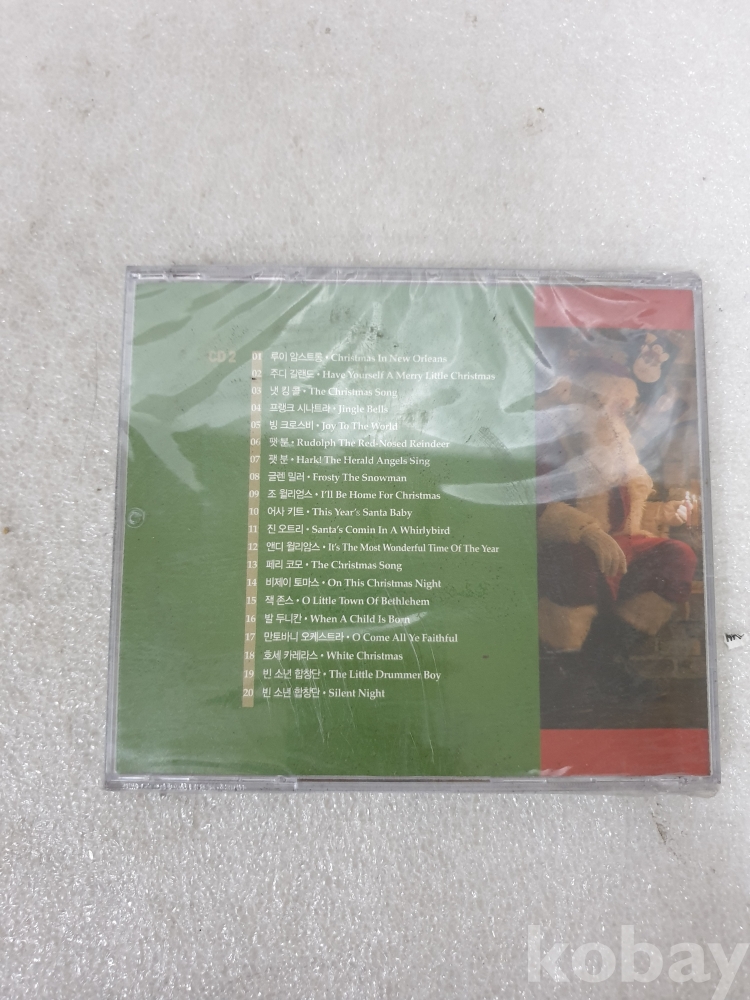 CD 2
01 루이 암스트롱 • Christmas In New Orleans
02 주디 갈랜드 • Have Yourself A Merry Little Christmas
03 냇 킹 콜 • The Christmas Song
04 프랭크 시나트라 • Jingle Bells
05 빙 크로스비 • Joy To The World
06 팻 분 • Rudolph The Red-Nosed Reindeer
07 팻 분 • Hark! The Herald Angels Sing
08 글렌 밀러 • Frosty The Snowman
09 조 윌리엄스 • I'll Be Home For Christmas
10 어사 키트 • This Year's Santa Baby
11 진 오트리 • Santa's Comin In A Whirlybird
12 앤디 윌리암스 • It's The Most Wonderful Time Of The Year
13 페리 코모 • The Christmas Song
14 비제이 토마스 • On This Christmas Night
15 잭 존스 • O Little Town Of Bethlehem
16 발 두니칸 • When A Child Is Born
17 만토바니 오케스트라 • O Come All Ye Faithful
18 호세 카레라스 • White Christmas
19 빈 소년 합창단 • The Little Drummer Boy
20 빈 소년 합창단 • Silent Night
kobay